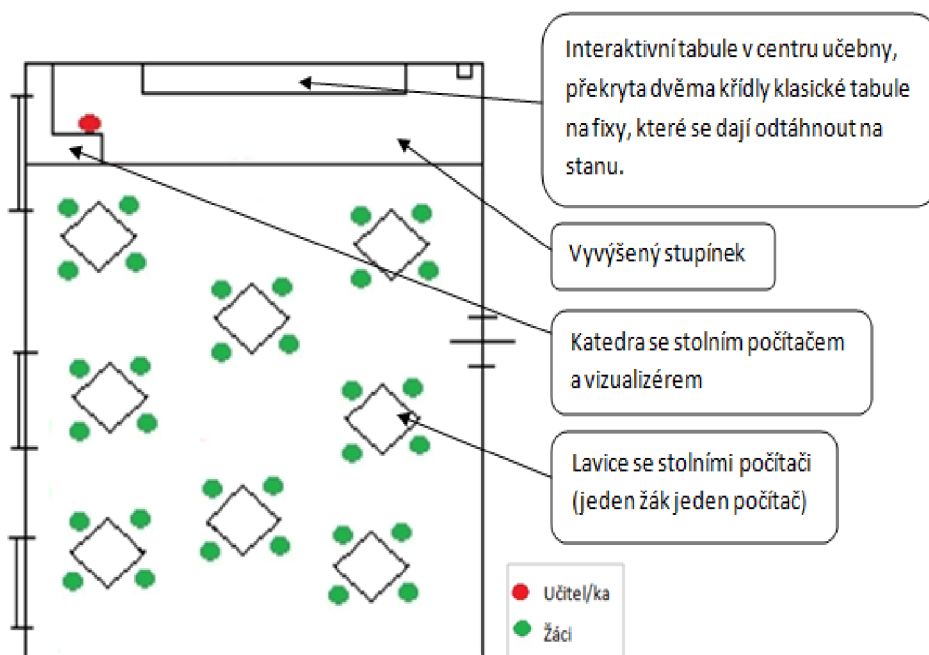 Interaktivní tabule v centru učebny,
překryta dvěma křídly klasické tabule
na fixy, které se dají odtáhnout na
stanu.
Vyvýšený stupínek
Katedra se stolním počítačem
a vizualizérem
Lavice se stolními počítači
(jeden žák jeden počítač)
Učitel/ka
Žáci